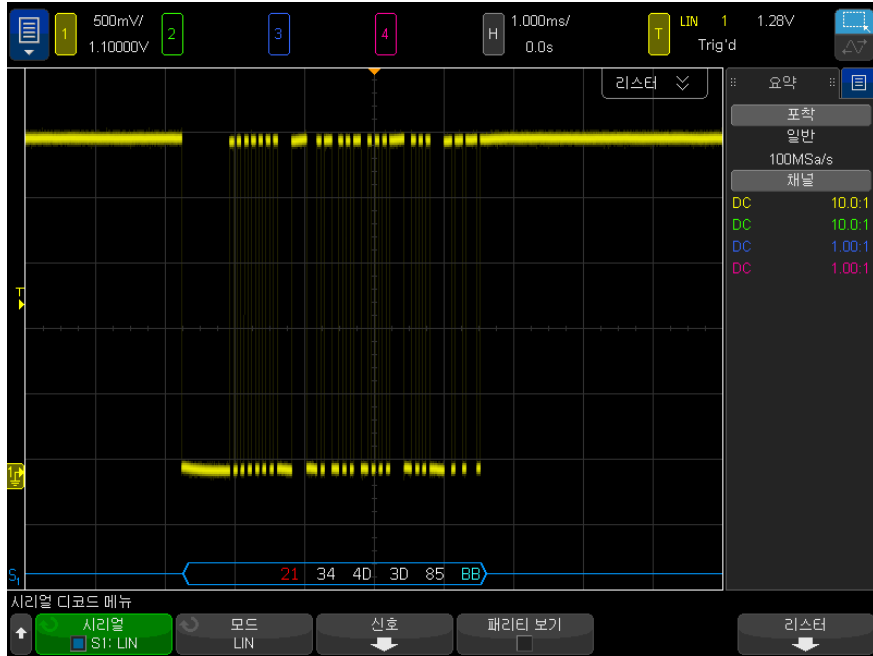 1 500mV/ 1.10000V 2 3 4 H 1.000ms/ 0.0s T LIN 1 1.28V Trig'd
리스터
요약
포착
일반
100MSa/s
채널
DC 10.0:1
DC 10.0:1
DC 1.00:1
DC 1.00:1
T
1
S1 21 34 4D 3D 85 BB
시리얼 디코드 메뉴
시리얼
S1: LIN
모드
LIN
신호
패리티 보기
리스터